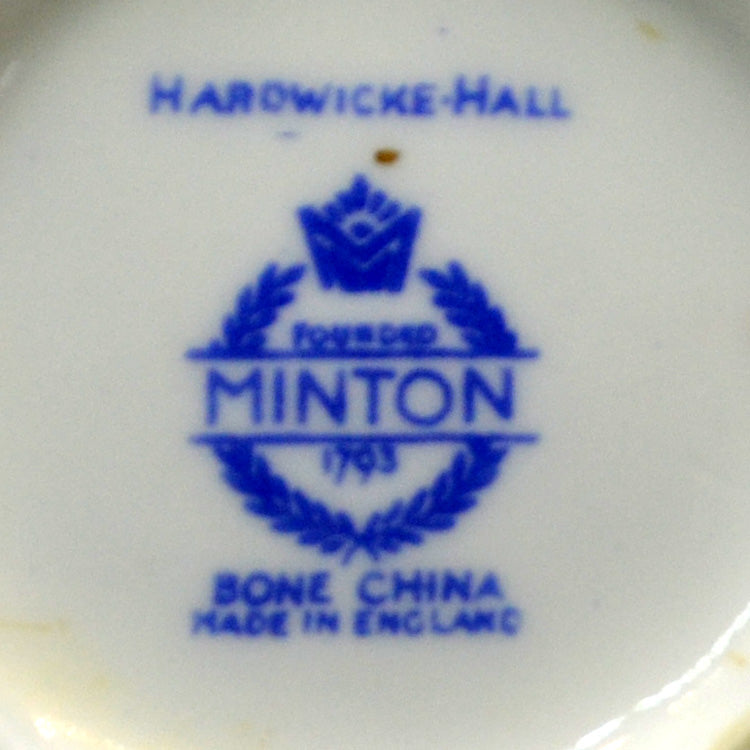 HARDWICKE-HALL
FOUNDED
MINTON
1793
BONE CHINA
MADE IN ENGLAND